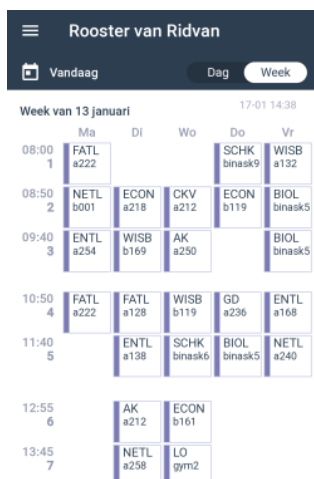 Rooster van Ridvan
Vandaag Dag Week
Week van 13 januari 17-01 14:38
Ma Di Wo Do Vr
08:00 FATL SCHK WISB
1 a222 binask9 a132
08:50 NETL ECON CKV ECON BIOL
2 b001 a218 a212 b119 binask5
09:40 ENTL WISB AK BIOL
3 a254 b169 a250 binask5
10:50 FATL FATL WISB GD ENTL
4 a222 a128 b119 a236 a168
11:40 ENTL SCHK BIOL NETL
5 a138 binask6 binask5 a240
12:55 AK ECON
6 a212 b161
13:45 NETL LO
7 a258 gym2